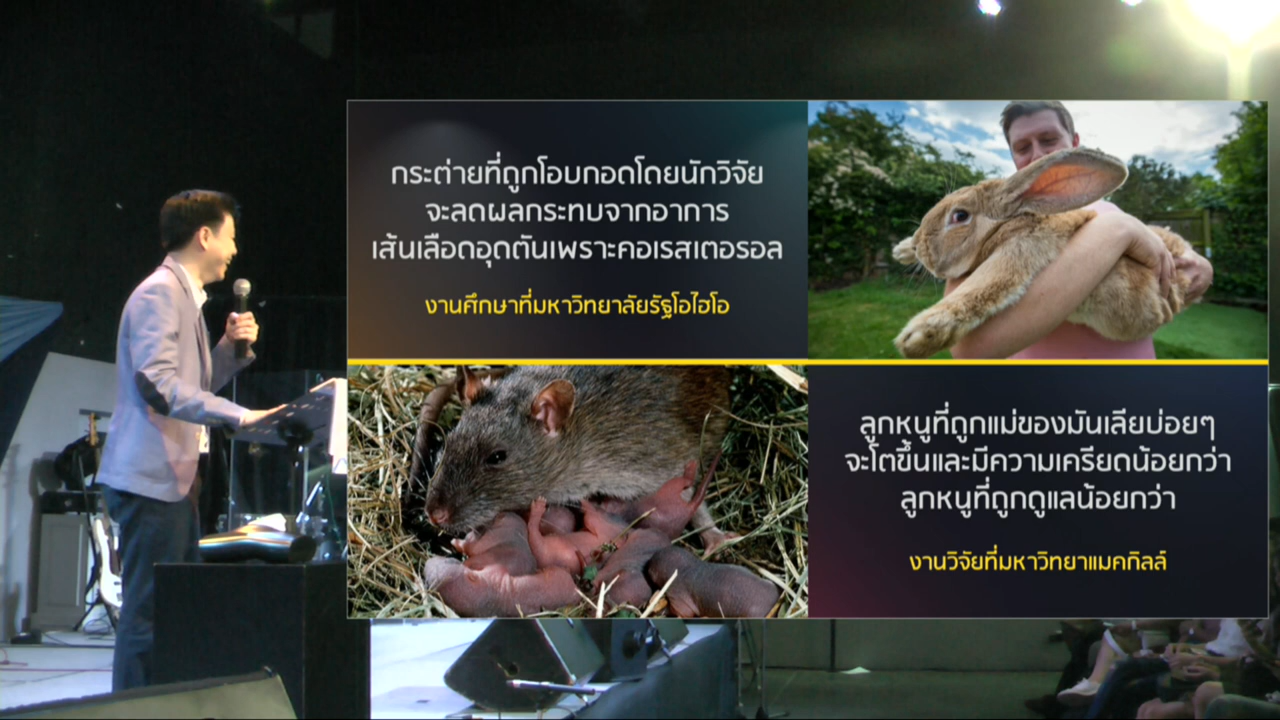 กระต่ายที่ถูกโอบกอดโดยนักวิจัย
จะลดผลกระทบจากอาการ
เส้นเลือดอุดตันเพราะคอเรสเตอรอล
งานศึกษาที่มหาวิทยาลัยรัฐโอไฮโอ
ลูกหนูที่ถูกแม่ของมันเลียบ่อยๆ
จะโตขึ้นและมีความเครียดน้อยกว่า
ลูกหนูที่ถูกดูแลน้อยกว่า
งานวิจัยที่มหาวิทยาแมคกิลล์